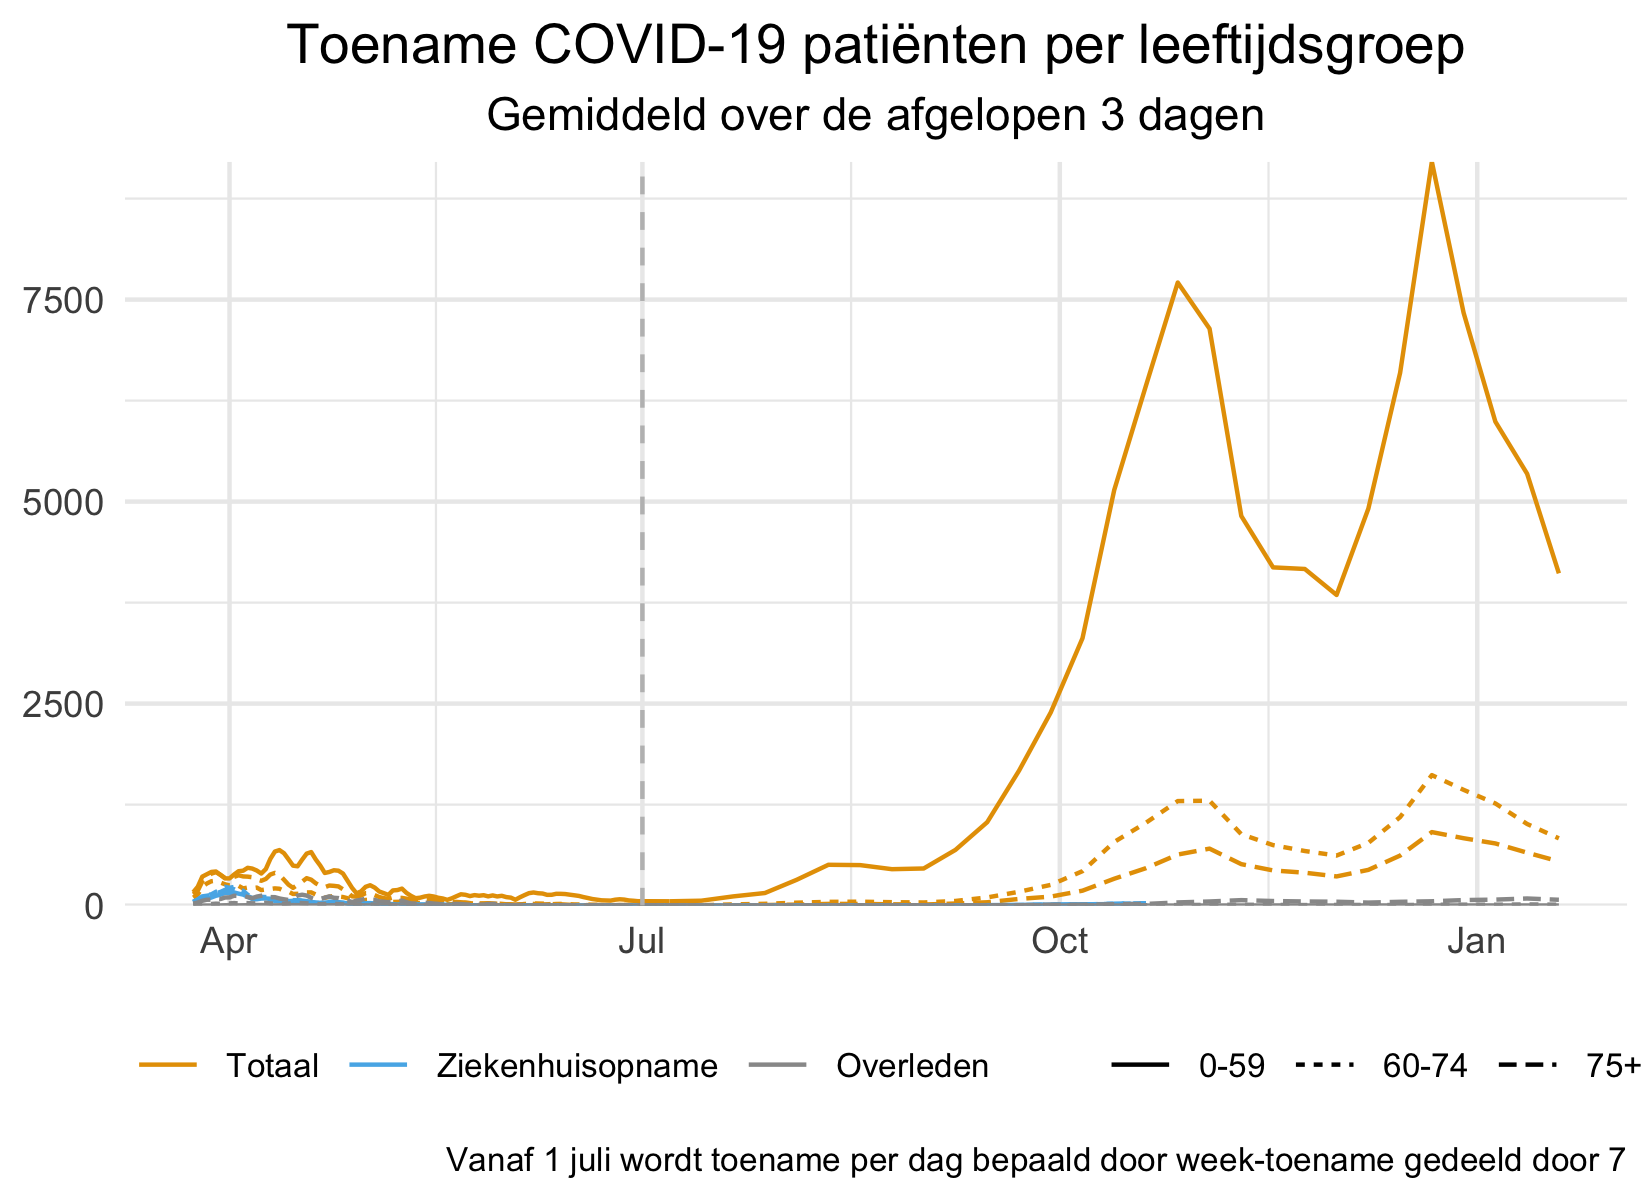 Toename COVID-19 patiënten per leeftijdsgroep
Gemiddeld over de afgelopen 3 dagen
7500
5000
2500
0
Apr Jul Oct Jan
Totaal Ziekenhuisopname Overleden 0-59 60-74 75+
Vanaf 1 juli wordt toename per dag bepaald door week-toename gedeeld door 7